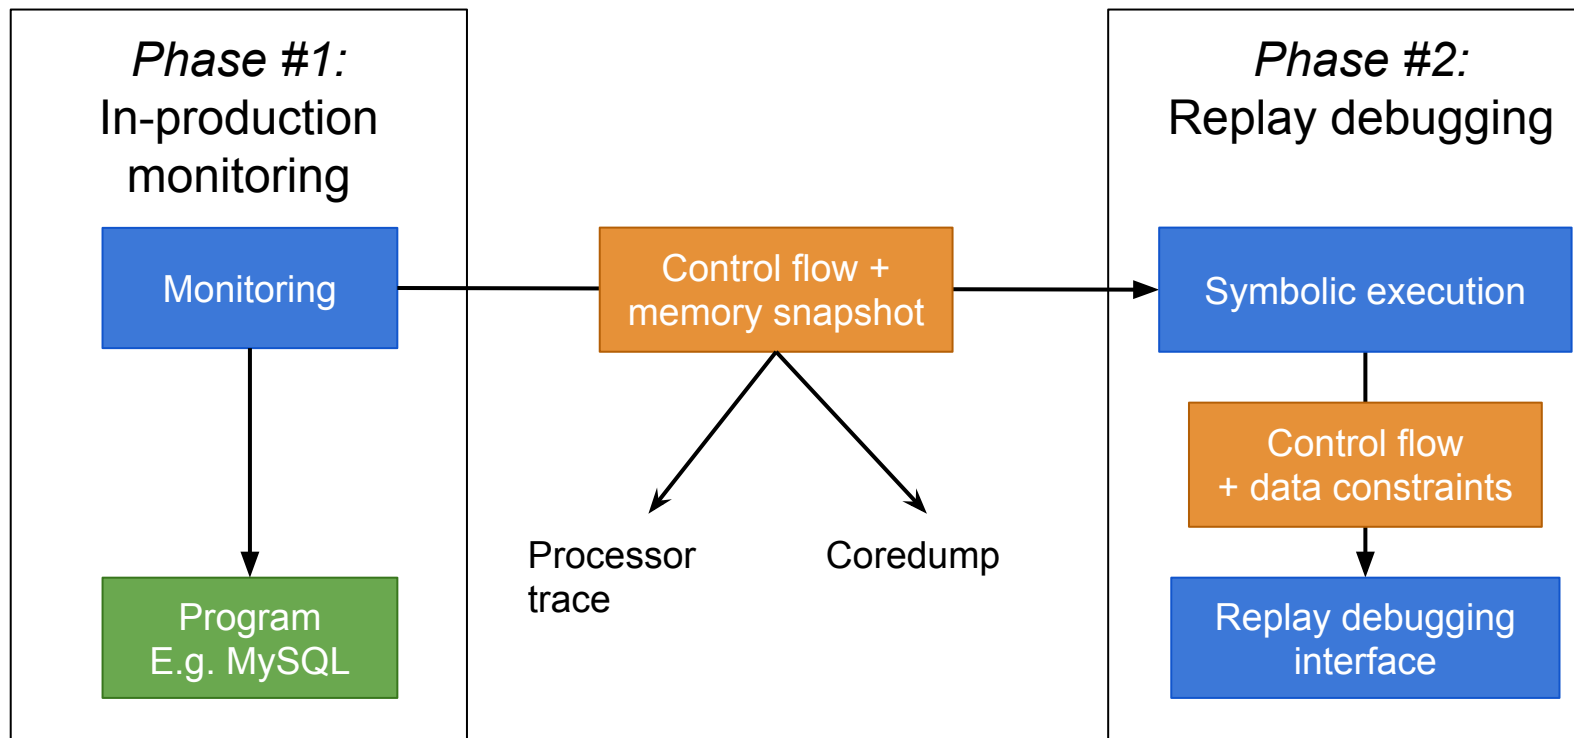 Phase #1:
In-production
monitoring
Monitoring
Program
E.g. MySQL
Control flow +
memory snapshot
Processor
trace
Coredump
Phase #2:
Replay debugging
Symbolic execution
Control flow
+ data constraints
Replay debugging
interface